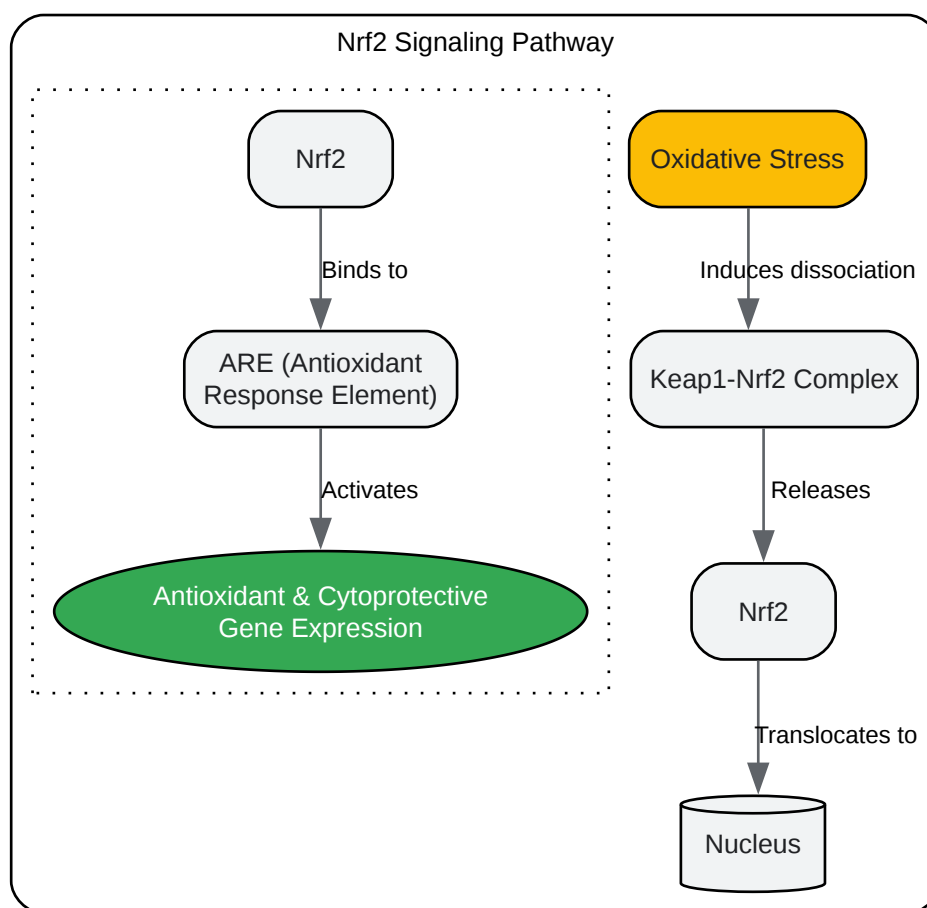 Nrf2 Signaling Pathway
Nrf2
Binds to
ARE (Antioxidant
Response Element)
Activates
Antioxidant & Cytoprotective
Gene Expression
Oxidative Stress
Induces dissociation
Keap1-Nrf2 Complex
Releases
Nrf2
Translocates to
Nucleus